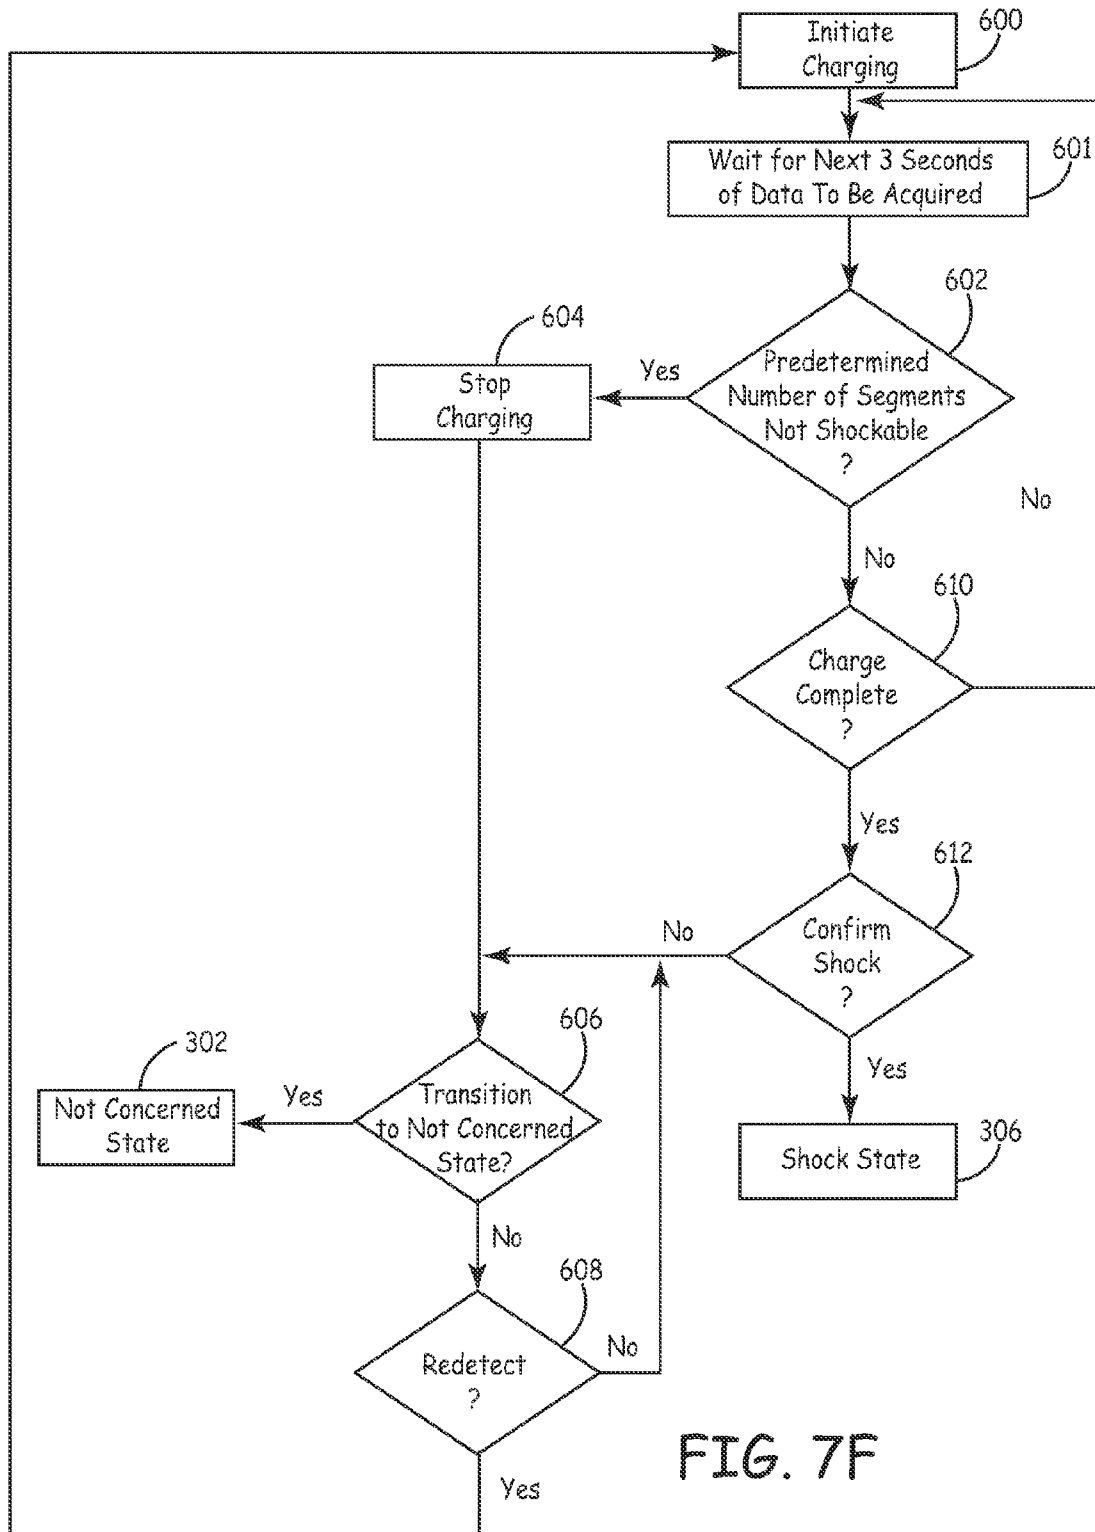 Initiate
Charging
600
Wait for Next 3 Seconds
of Data To Be Acquired
601
602
Predetermined
Number of Segments
Not Shockable
?
Yes
604
Stop
Charging
No
No
610
Charge
Complete
?
Yes
612
Confirm
Shock
?
No
Yes
306
Shock State
606
Transition
to Not Concerned
State?
Yes
302
Not Concerned
State
No
608
Redetect
?
No
Yes
FIG. 7F